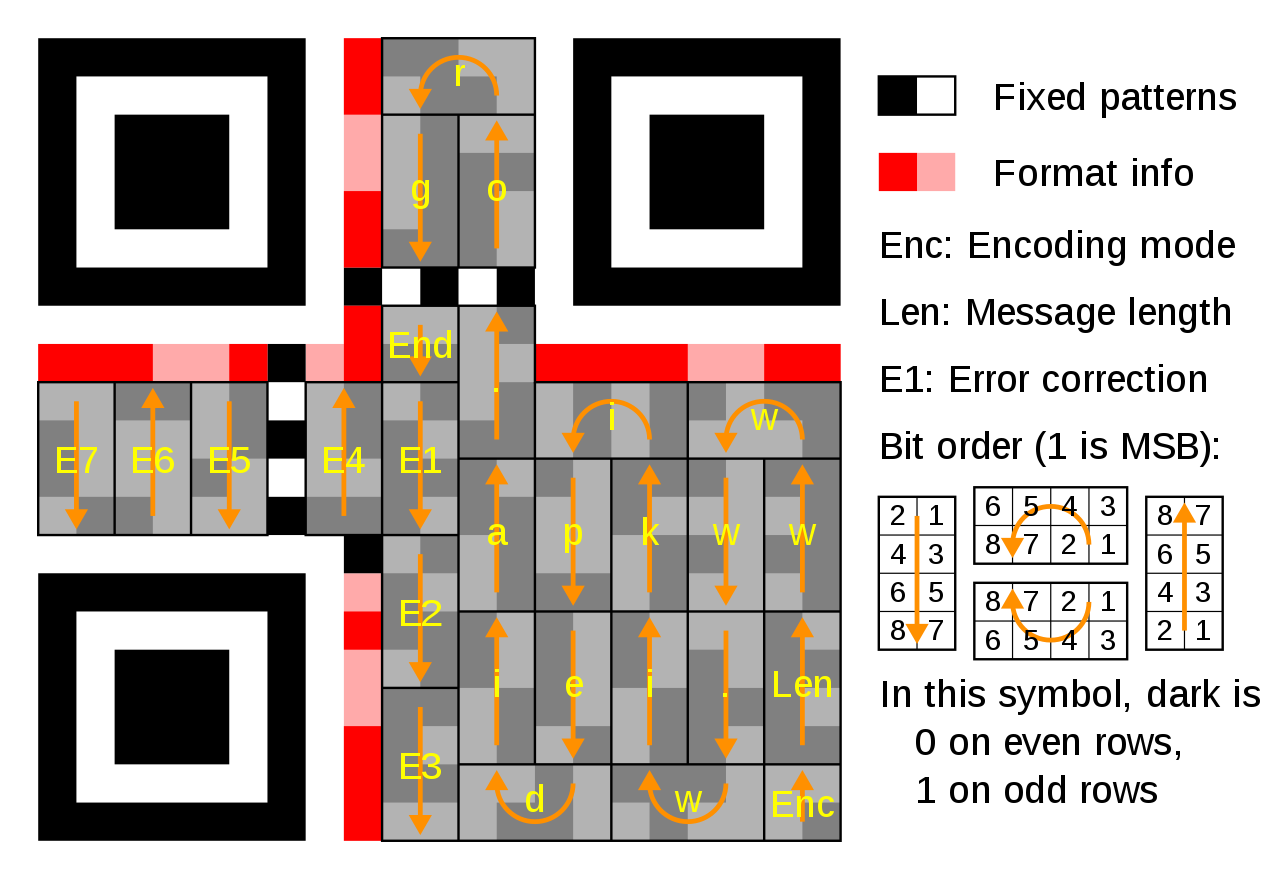 r
g o
End .
E7 E6 E5 E4 E1 i w
a p k w w
E2
i e i . Len
E3 d w Enc
Fixed patterns
Format info
Enc: Encoding mode
Len: Message length
E1: Error correction
Bit order (1 is MSB):
2 1 6 5 4 3 8 7
4 3 8 7 2 1 6 5
6 5 8 7 2 1 4 3
8 7 6 5 4 3 2 1
In this symbol, dark is
0 on even rows,
1 on odd rows